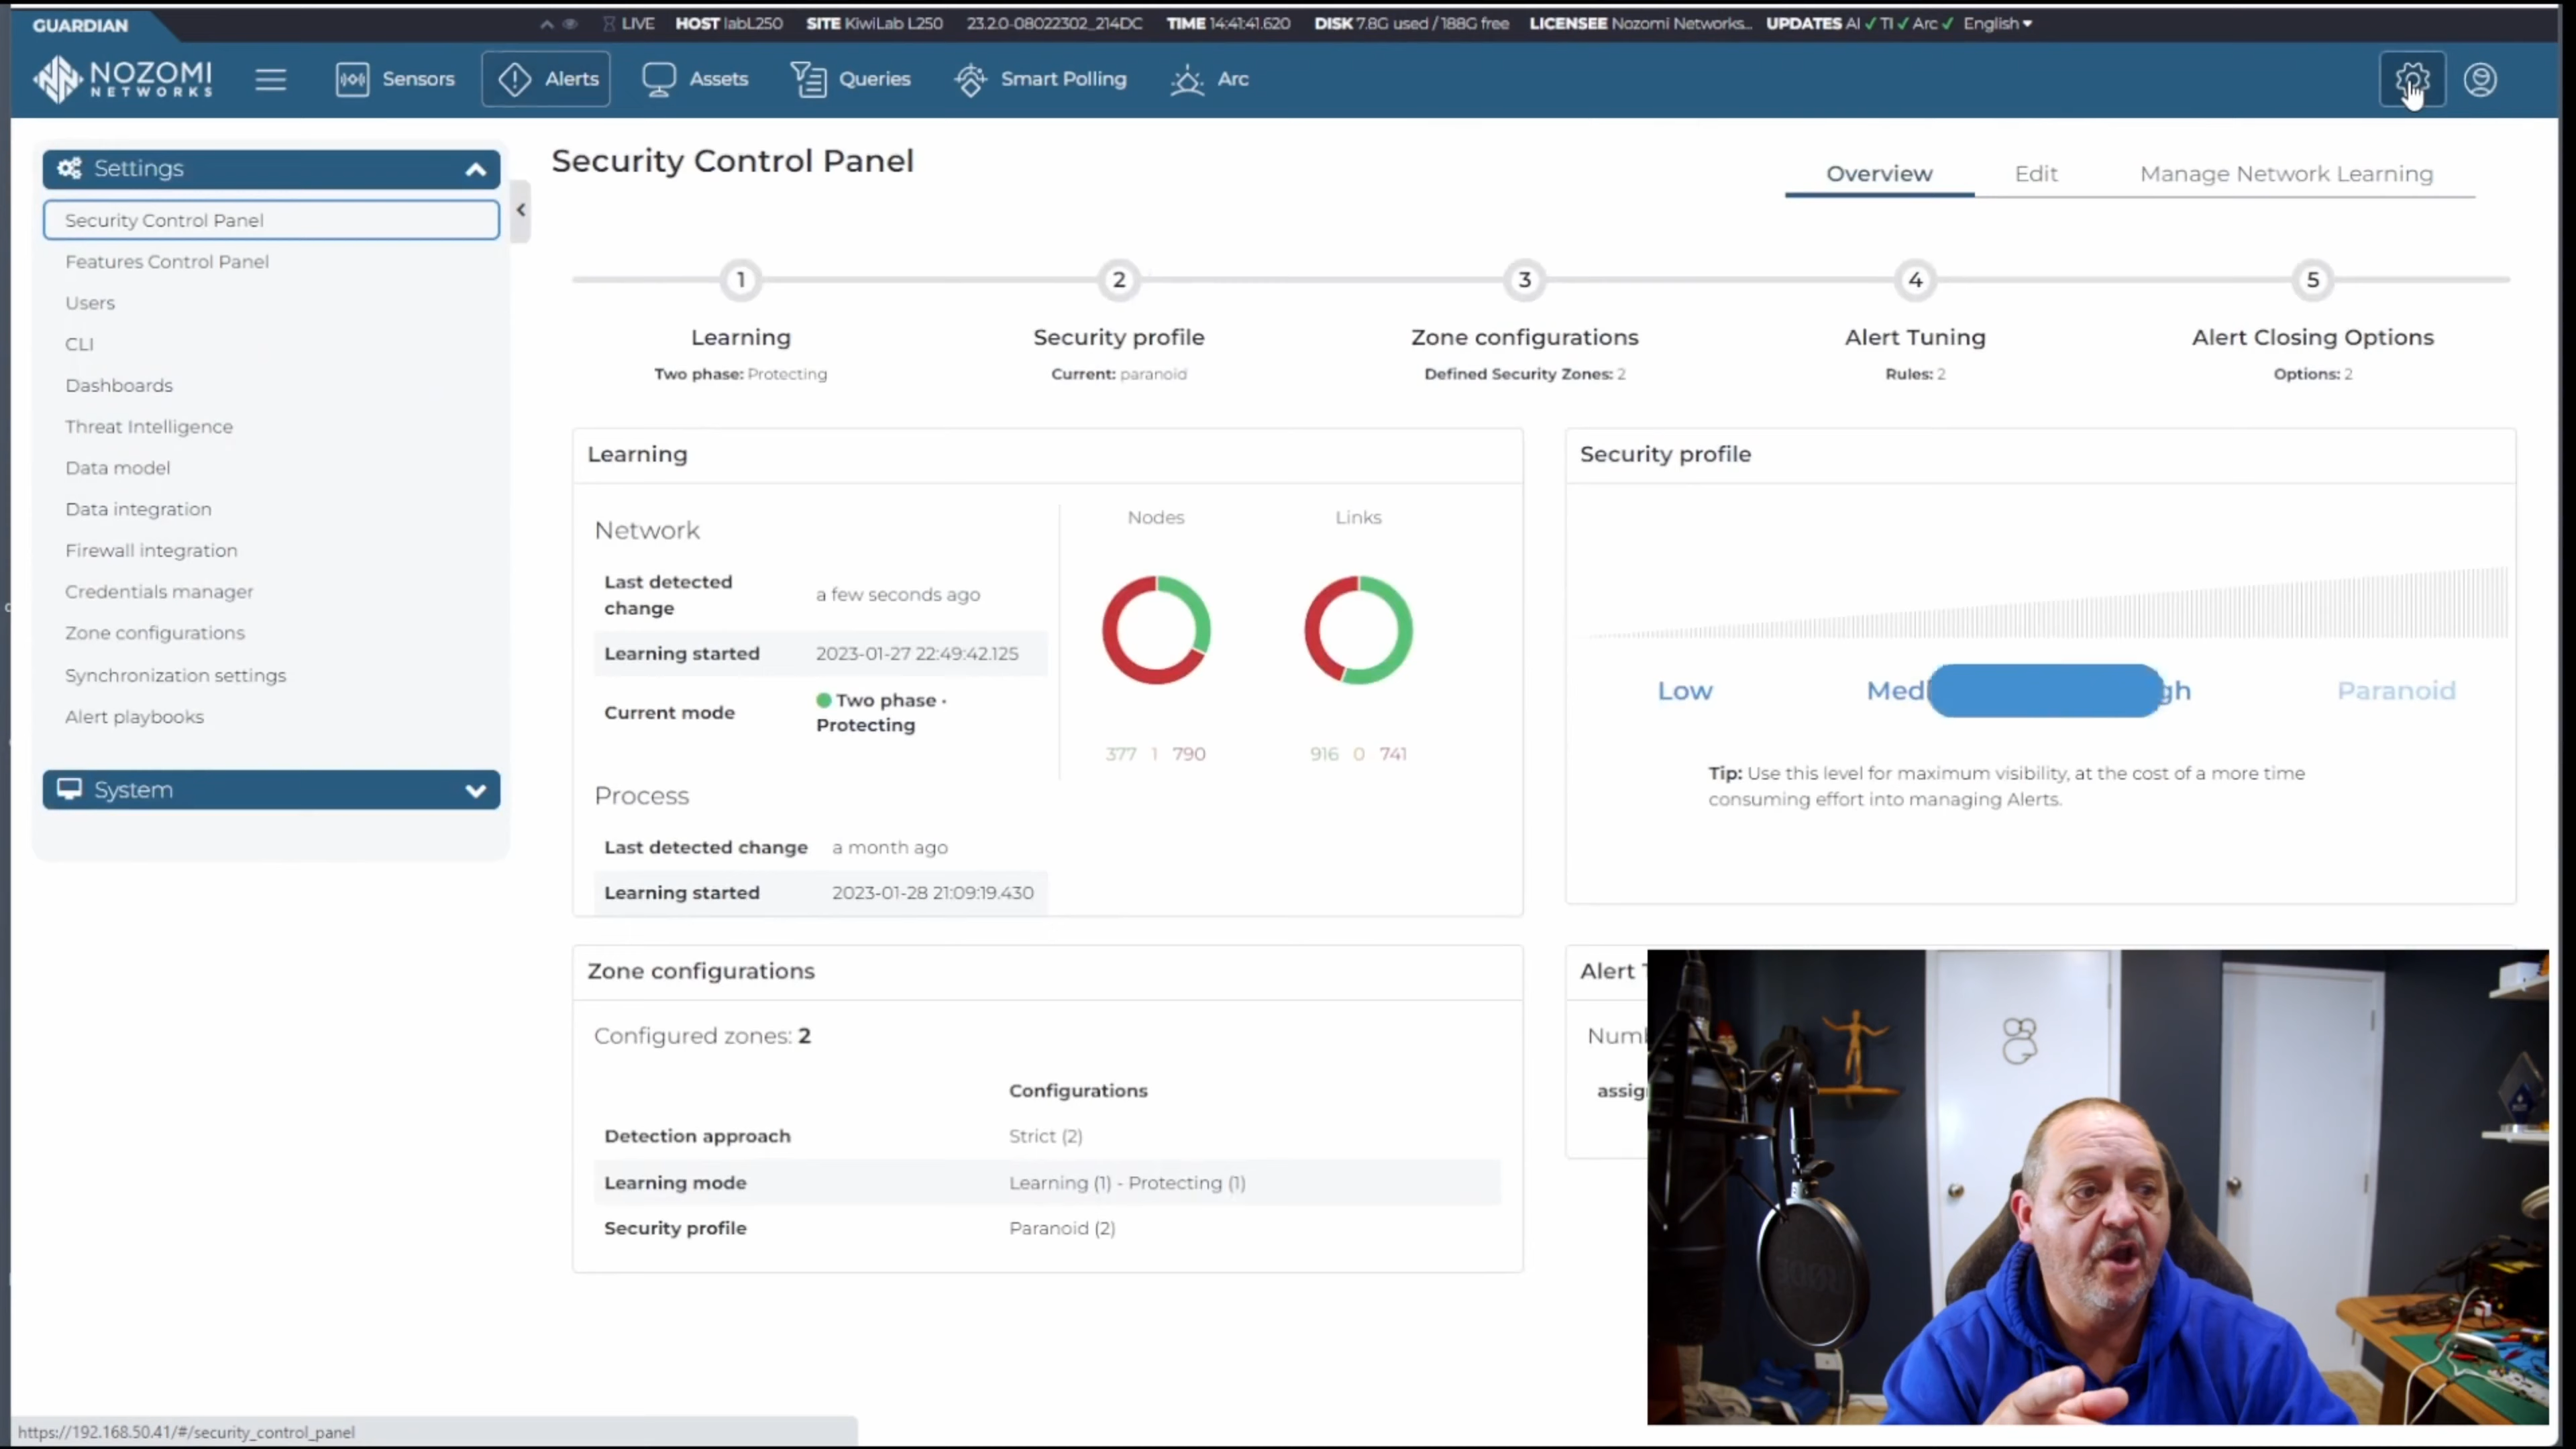 GUARDIAN
LIVE HOST labL250 SITE KiwiLab L250 23.2.0-08022302_214DC TIME 14:41:41.620 DISK 7.8G used / 188G free LICENSEE Nozomi Networks... UPDATES AI ✓ TI ✓ Arc ✓ English
NOZOMI
NETWORKS
Sensors Alerts Assets Queries Smart Polling Arc
Settings
Security Control Panel
Features Control Panel
Users
CLI
Dashboards
Threat Intelligence
Data model
Data integration
Firewall integration
Credentials manager
Zone configurations
Synchronization settings
Alert playbooks
System
Security Control Panel
Overview Edit Manage Network Learning
1 2 3 4 5
Learning Security profile Zone configurations Alert Tuning Alert Closing Options
Two phase: Protecting Current: paranoid Defined Security Zones: 2 Rules: 2 Options: 2
Learning
Network
Last detected
change
a few seconds ago
Learning started 2023-01-27 22:49:42.125
Current mode
Two phase ·
Protecting
Nodes Links
377 1 790 916 0 741
Process
Last detected change a month ago
Learning started 2023-01-28 21:09:19.430
Security profile
Low Med gh Paranoid
Tip: Use this level for maximum visibility, at the cost of a more time
consuming effort into managing Alerts.
Zone configurations
Configured zones: 2
Configurations
Detection approach Strict (2)
Learning mode Learning (1) - Protecting (1)
Security profile Paranoid (2)
Alert
Num
assig
RØDE
https://192.168.50.41/#/security_control_panel